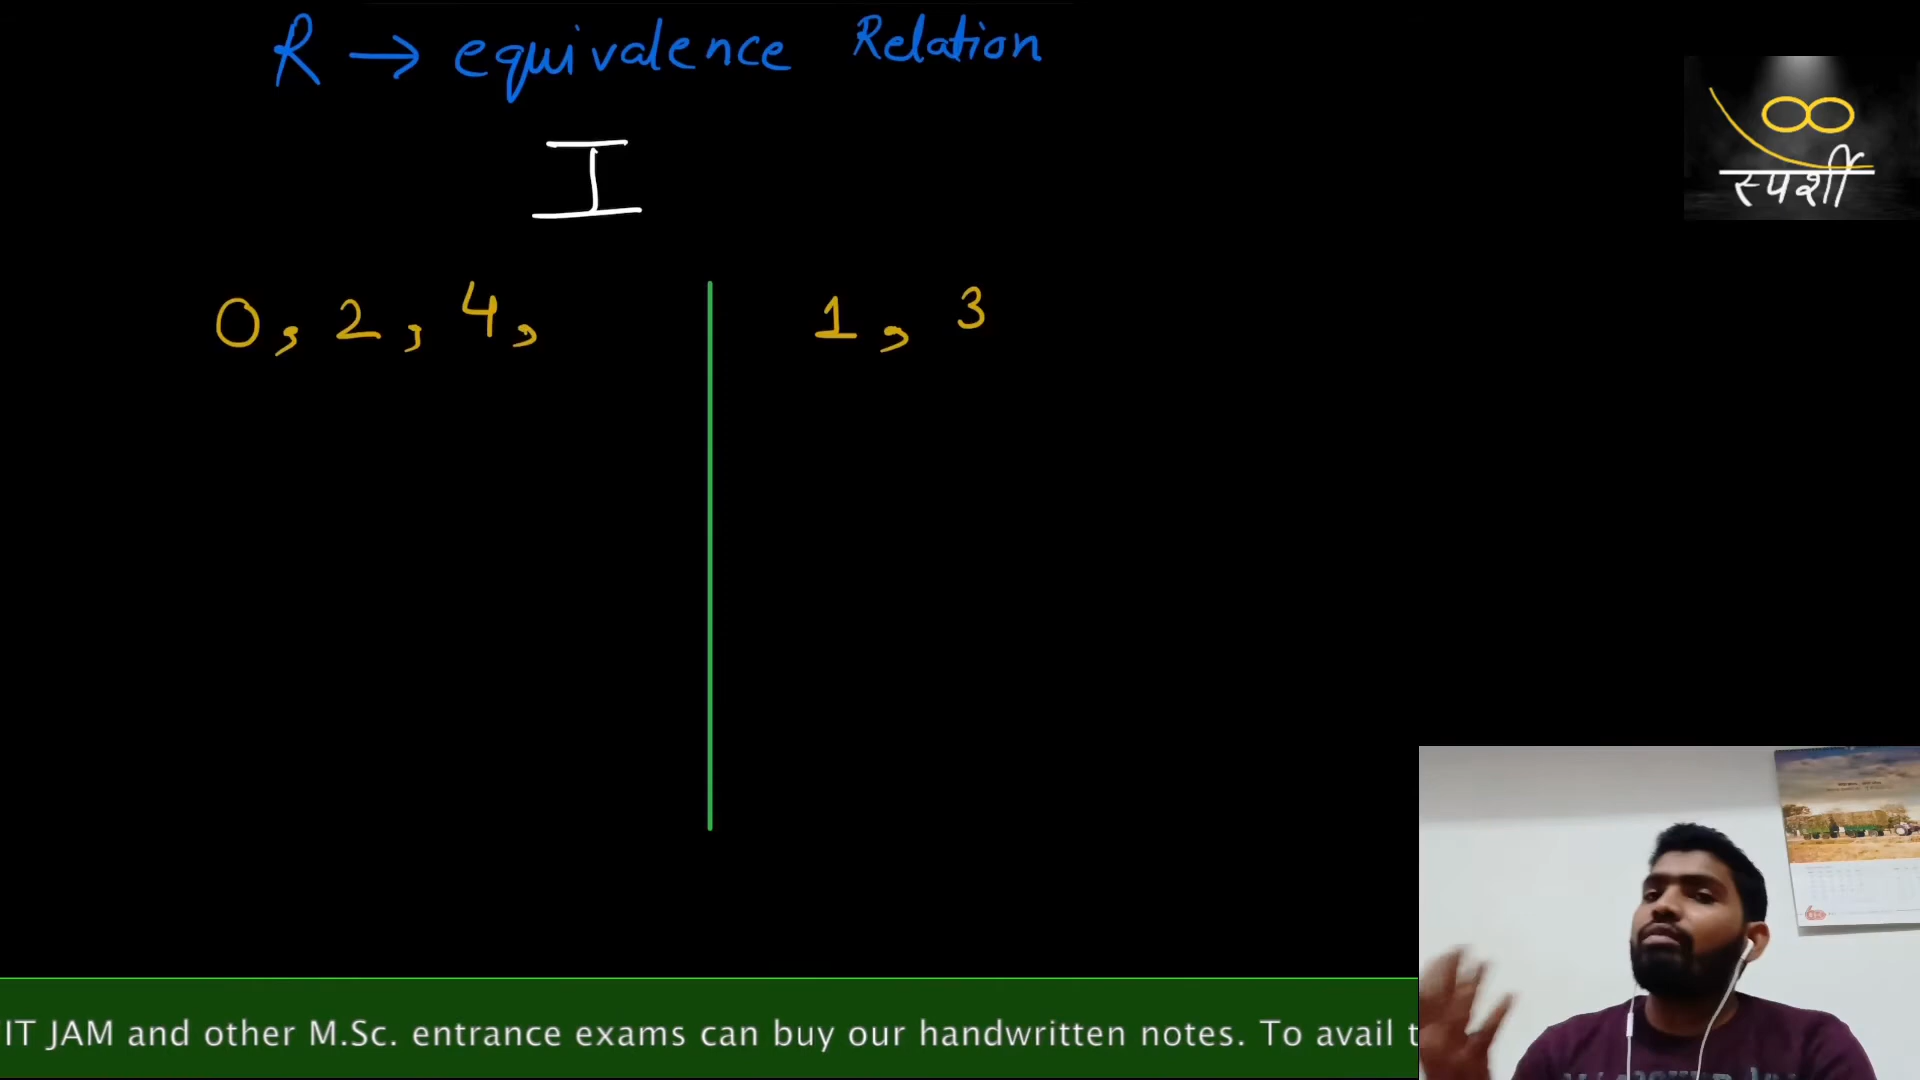 R → equivalence Relation
I
0, 2, 4, 1, 3
स्पर्शी
IT JAM and other M.Sc. entrance exams can buy our handwritten notes. To avail t